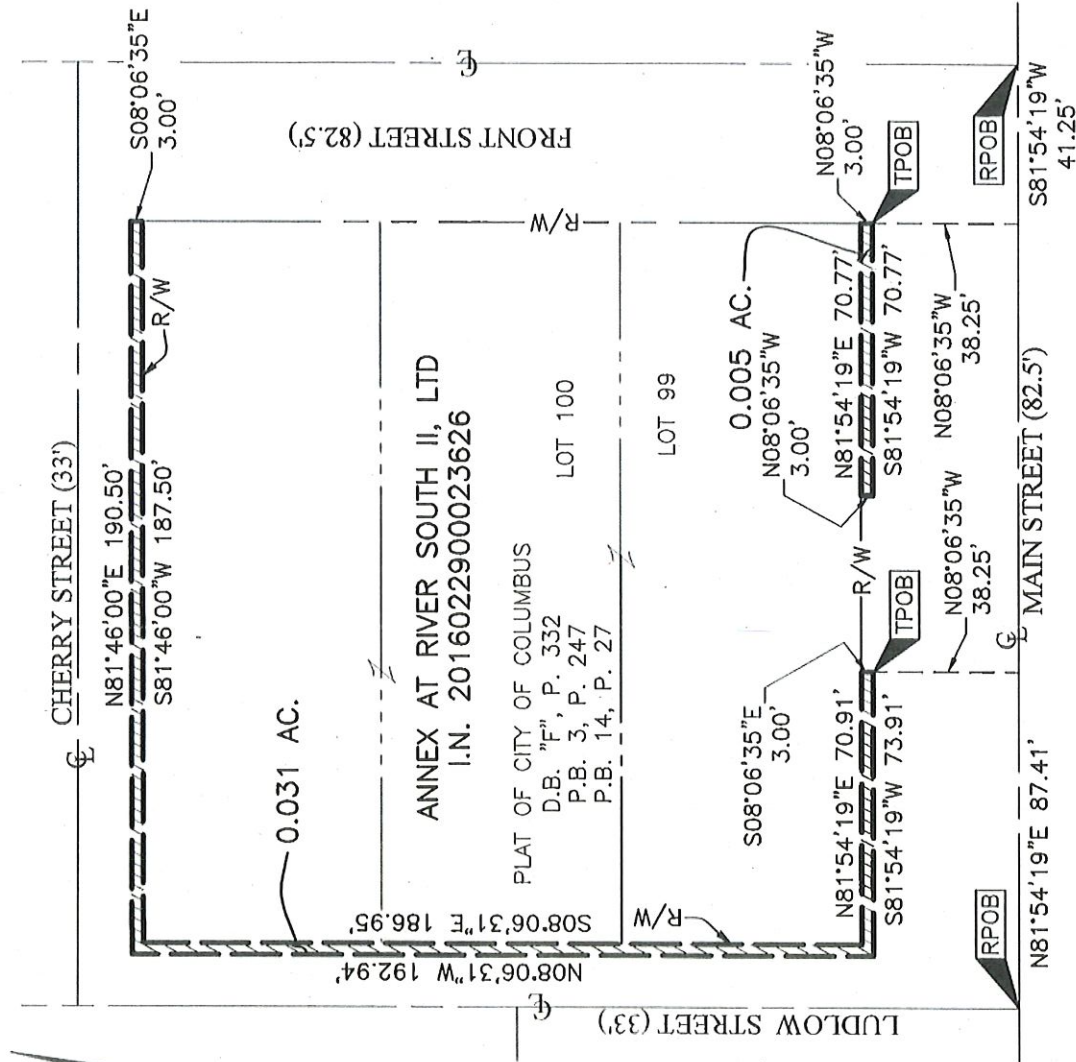 CHERRY STREET (33')
℄
N81°46'00"E 190.50'
S81°46'00"W 187.50'
S08°06'35"E
3.00'
R/W
0.031 AC.
℄
FRONT STREET (82.5')
R/W
ANNEX AT RIVER SOUTH II, LTD
I.N. 201602290023626
PLAT OF CITY OF COLUMBUS
D.B. "F", P. 332
P.B. 3, P. 247
P.B. 14, P. 27
LOT 100
LOT 99
S08°06'31"E 186.95'
N08°06'31"W 192.94'
R/W
℄
LUDLOW STREET (33')
0.005 AC.
N08°06'35"W
3.00'
N08°06'35"W
3.00'
N81°54'19"E 70.77'
S81°54'19"W 70.77'
TPOB
S08°06'35"E
3.00'
R/W
N81°54'19"E 70.91'
S81°54'19"W 73.91'
TPOB
N08°06'35"W
38.25'
N08°06'35"W
38.25'
RPOB
RPOB
℄ MAIN STREET (82.5')
N81°54'19"E 87.41'
S81°54'19"W
41.25'